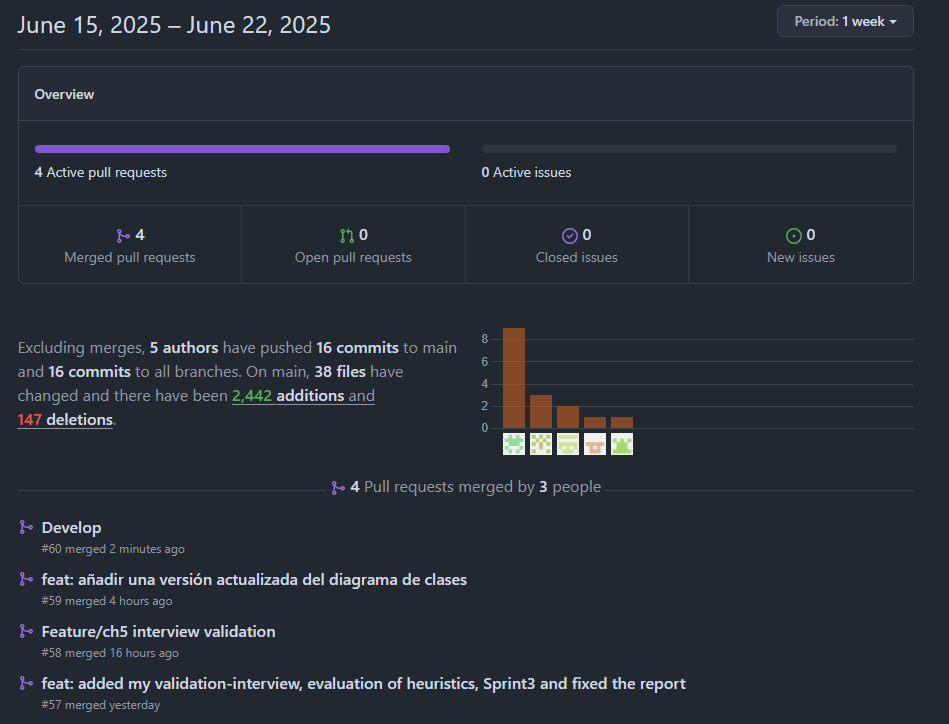 June 15, 2025 – June 22, 2025
Period: 1 week
Overview
4 Active pull requests
0 Active issues
4
Merged pull requests
0
Open pull requests
0
Closed issues
0
New issues
Excluding merges, 5 authors have pushed 16 commits to main
and 16 commits to all branches. On main, 38 files have
changed and there have been 2,442 additions and
147 deletions.
8
6
4
2
0
4 Pull requests merged by 3 people
Develop
#60 merged 2 minutes ago
feat: añadir una versión actualizada del diagrama de clases
#59 merged 4 hours ago
Feature/ch5 interview validation
#58 merged 16 hours ago
feat: added my validation-interview, evaluation of heuristics, Sprint3 and fixed the report
#57 merged yesterday